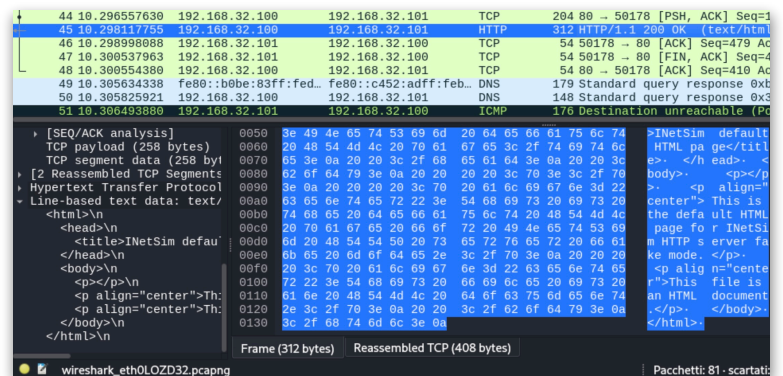 44 10.296557630 192.168.32.100 192.168.32.101 TCP 204 80 → 50178 [PSH, ACK] Seq=1
45 10.298117755 192.168.32.100 192.168.32.101 HTTP 312 HTTP/1.1 200 OK (text/html
46 10.298998088 192.168.32.101 192.168.32.100 TCP 54 50178 → 80 [ACK] Seq=479 Ac
47 10.300537963 192.168.32.101 192.168.32.100 TCP 54 50178 → 80 [FIN, ACK] Seq=4
48 10.300554380 192.168.32.100 192.168.32.101 TCP 54 80 → 50178 [ACK] Seq=410 Ac
49 10.305634338 fe80::b0be:83ff:fed… fe80::c452:adff:feb… DNS 179 Standard query response 0xb
50 10.305825921 192.168.32.100 192.168.32.101 DNS 148 Standard query response 0x3
51 10.306493880 192.168.32.101 192.168.32.100 ICMP 176 Destination unreachable (Po
[SEQ/ACK analysis]
TCP payload (258 bytes)
TCP segment data (258 byt
[2 Reassembled TCP Segments
Hypertext Transfer Protocol
Line-based text data: text/
<html>\n
<head>\n
<title>INetSim defau
</head>\n
<body>\n
<p></p>\n
<p align="center">Thi
<p align="center">Thi
</body>\n
</html>\n
0050 3e 49 4e 65 74 53 69 6d 20 64 65 66 61 75 6c 74 >INetSim default
0060 20 48 54 4d 4c 20 70 61 67 65 3c 2f 74 69 74 6c HTML pa ge</titl
0070 65 3e 0a 20 20 3c 2f 68 65 61 64 3e 0a 20 20 3c e>· </h ead>· <
0080 62 6f 64 79 3e 0a 20 20 20 20 3c 70 3e 3c 2f 70 body>· <p></p
0090 3e 0a 20 20 20 20 3c 70 20 61 6c 69 67 6e 3d 22 >· <p align="
00a0 63 65 6e 74 65 72 22 3e 54 68 69 73 20 69 73 20 center"> This is
00b0 74 68 65 20 64 65 66 61 75 6c 74 20 48 54 4d 4c the defa ult HTML
00c0 20 70 61 67 65 20 66 6f 72 20 49 4e 65 74 53 69 page fo r INetSi
00d0 6d 20 48 54 54 50 20 73 65 72 76 65 72 20 66 61 m HTTP s erver fa
00e0 6b 65 20 6d 6f 64 65 2e 3c 2f 70 3e 0a 20 20 20 ke mode. </p>·
00f0 20 3c 70 20 61 6c 69 67 6e 3d 22 63 65 6e 74 65 <p alig n="cente
0100 72 22 3e 54 68 69 73 20 66 69 6c 65 20 69 73 20 r">This file is
0110 61 6e 20 48 54 4d 4c 20 64 6f 63 75 6d 65 6e 74 an HTML document
0120 2e 3c 2f 70 3e 0a 20 20 3c 2f 62 6f 64 79 3e 0a .</p>· </body>·
0130 3c 2f 68 74 6d 6c 3e 0a </html>·
Frame (312 bytes) Reassembled TCP (408 bytes)
wireshark_eth0LOZD32.pcapng Pacchetti: 81 · scartati: